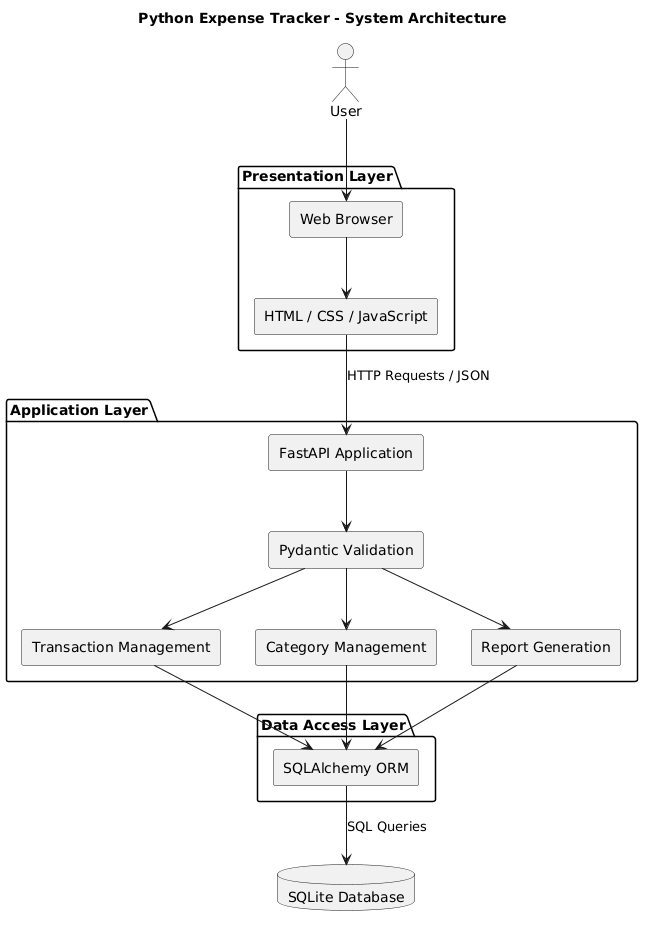 Python Expense Tracker - System Architecture
User
Presentation Layer
Web Browser
HTML / CSS / JavaScript
HTTP Requests / JSON
Application Layer
FastAPI Application
Pydantic Validation
Transaction Management
Category Management
Report Generation
Data Access Layer
SQLAlchemy ORM
SQL Queries
SQLite Database